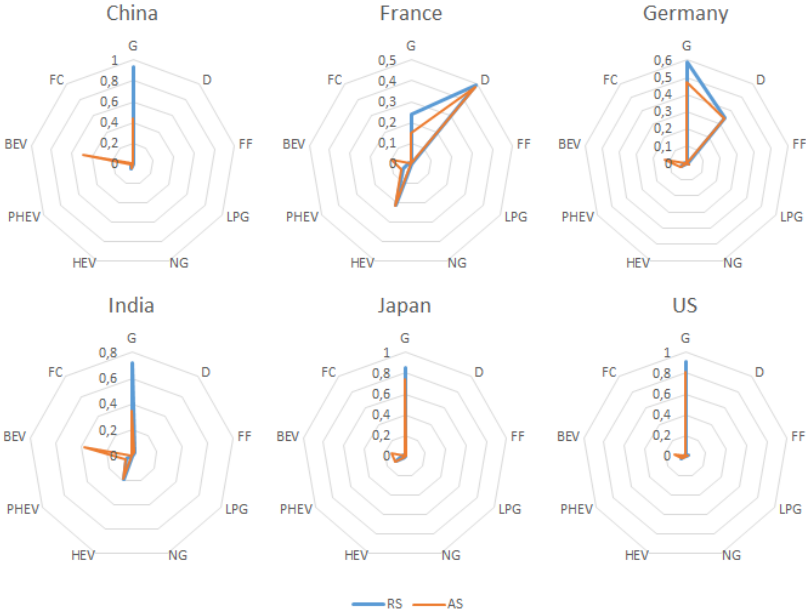 China
France
Germany
G
D
FF
LPG
NG
HEV
PHEV
BEV
FC
1
0,8
0,6
0,4
0,2
0
G
D
FF
LPG
NG
HEV
PHEV
BEV
FC
0,5
0,4
0,3
0,2
0,1
0
G
D
FF
LPG
NG
HEV
PHEV
BEV
FC
0,6
0,5
0,4
0,3
0,2
0,1
0
India
Japan
US
G
D
FF
LPG
NG
HEV
PHEV
BEV
FC
0,8
0,6
0,4
0,2
0
G
D
FF
LPG
NG
HEV
PHEV
BEV
FC
1
0,8
0,6
0,4
0,2
0
G
D
FF
LPG
NG
HEV
PHEV
BEV
FC
1
0,8
0,6
0,4
0,2
0
RS AS